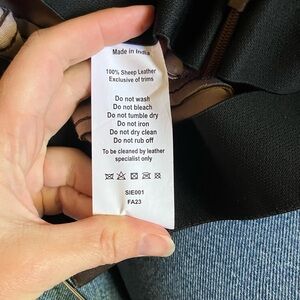 Made in India
100% Sheep Leather
Exclusive of trims
Do not wash
Do not bleach
Do not tumble dry
Do not iron
Do not dry clean
Do not rub off
To be cleaned by leather
specialist only
SIE001
FA23